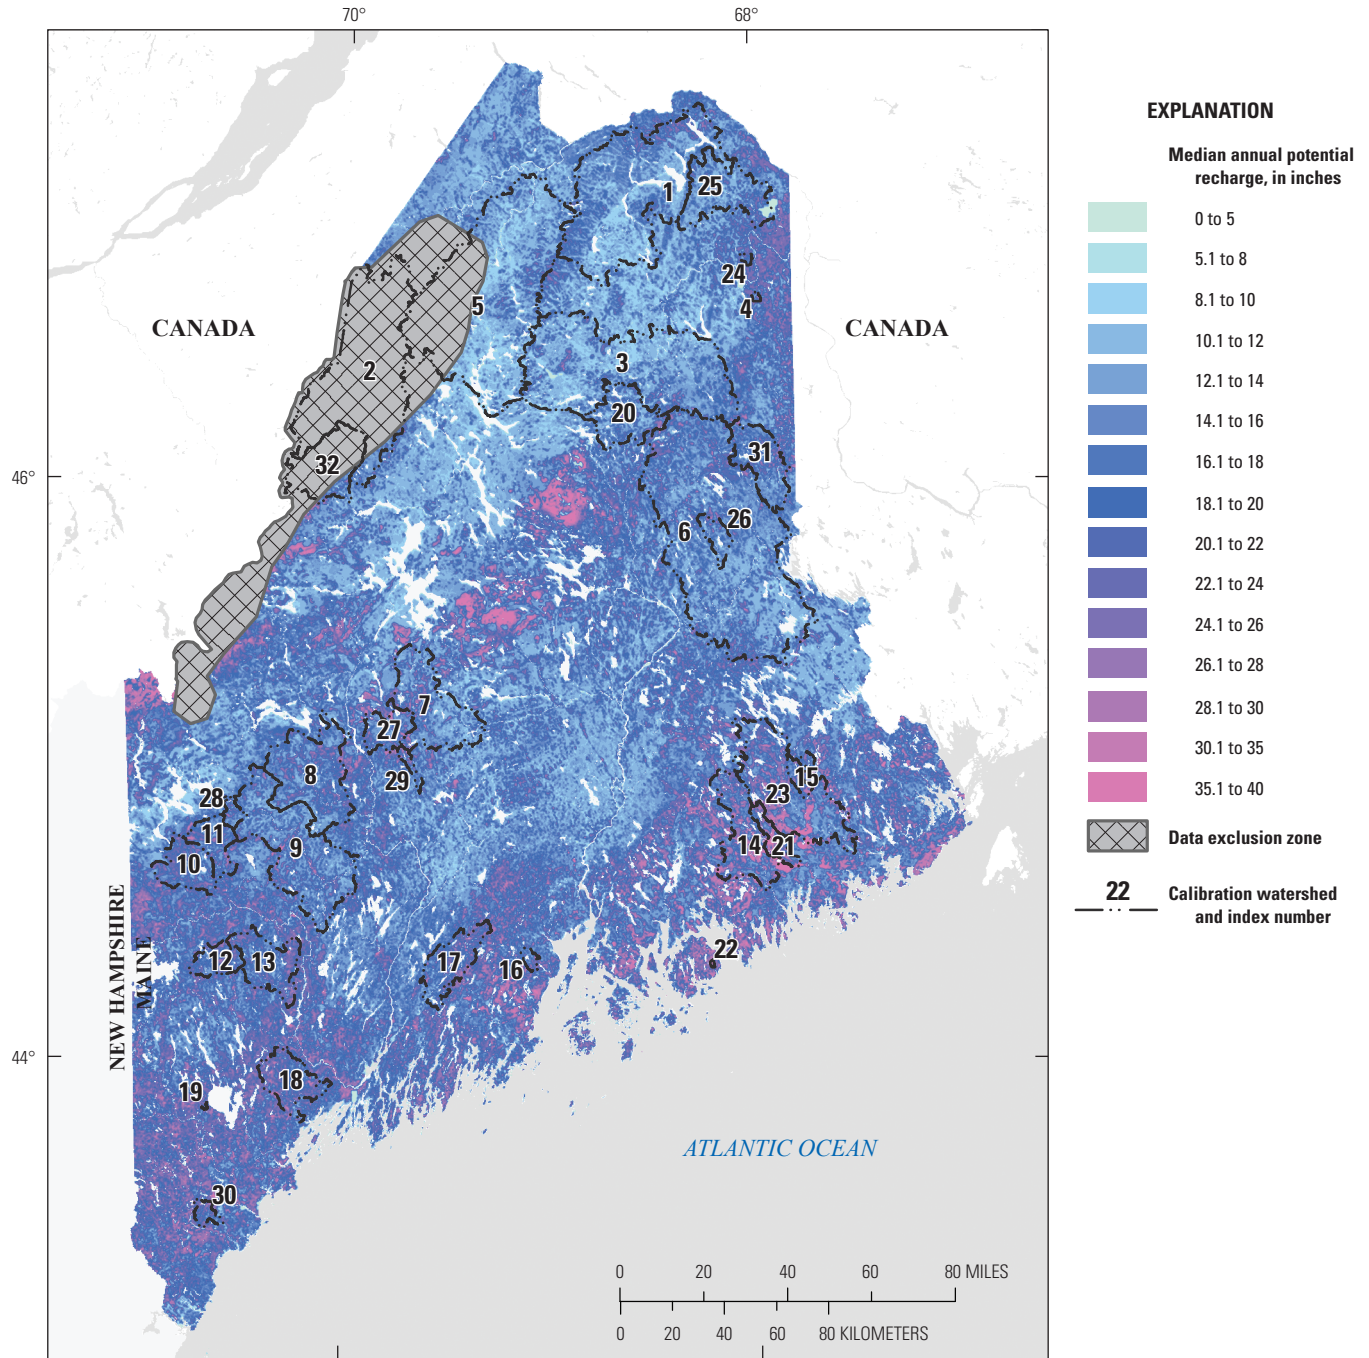 70°
68°
EXPLANATION
Median annual potential
recharge, in inches
0 to 5
5.1 to 8
8.1 to 10
10.1 to 12
12.1 to 14
14.1 to 16
16.1 to 18
18.1 to 20
20.1 to 22
22.1 to 24
24.1 to 26
26.1 to 28
28.1 to 30
30.1 to 35
35.1 to 40
Data exclusion zone
22
Calibration watershed
and index number
1
25
24
4
5
CANADA
CANADA
2
3
20
32
31
46°
26
6
7
27
8
29
15
28
23
11
14
21
9
10
NEW HAMPSHIRE
MAINE
12
13
17
16
22
44°
18
19
ATLANTIC OCEAN
30
0 20 40 60 80 MILES
0 20 40 60 80 KILOMETERS